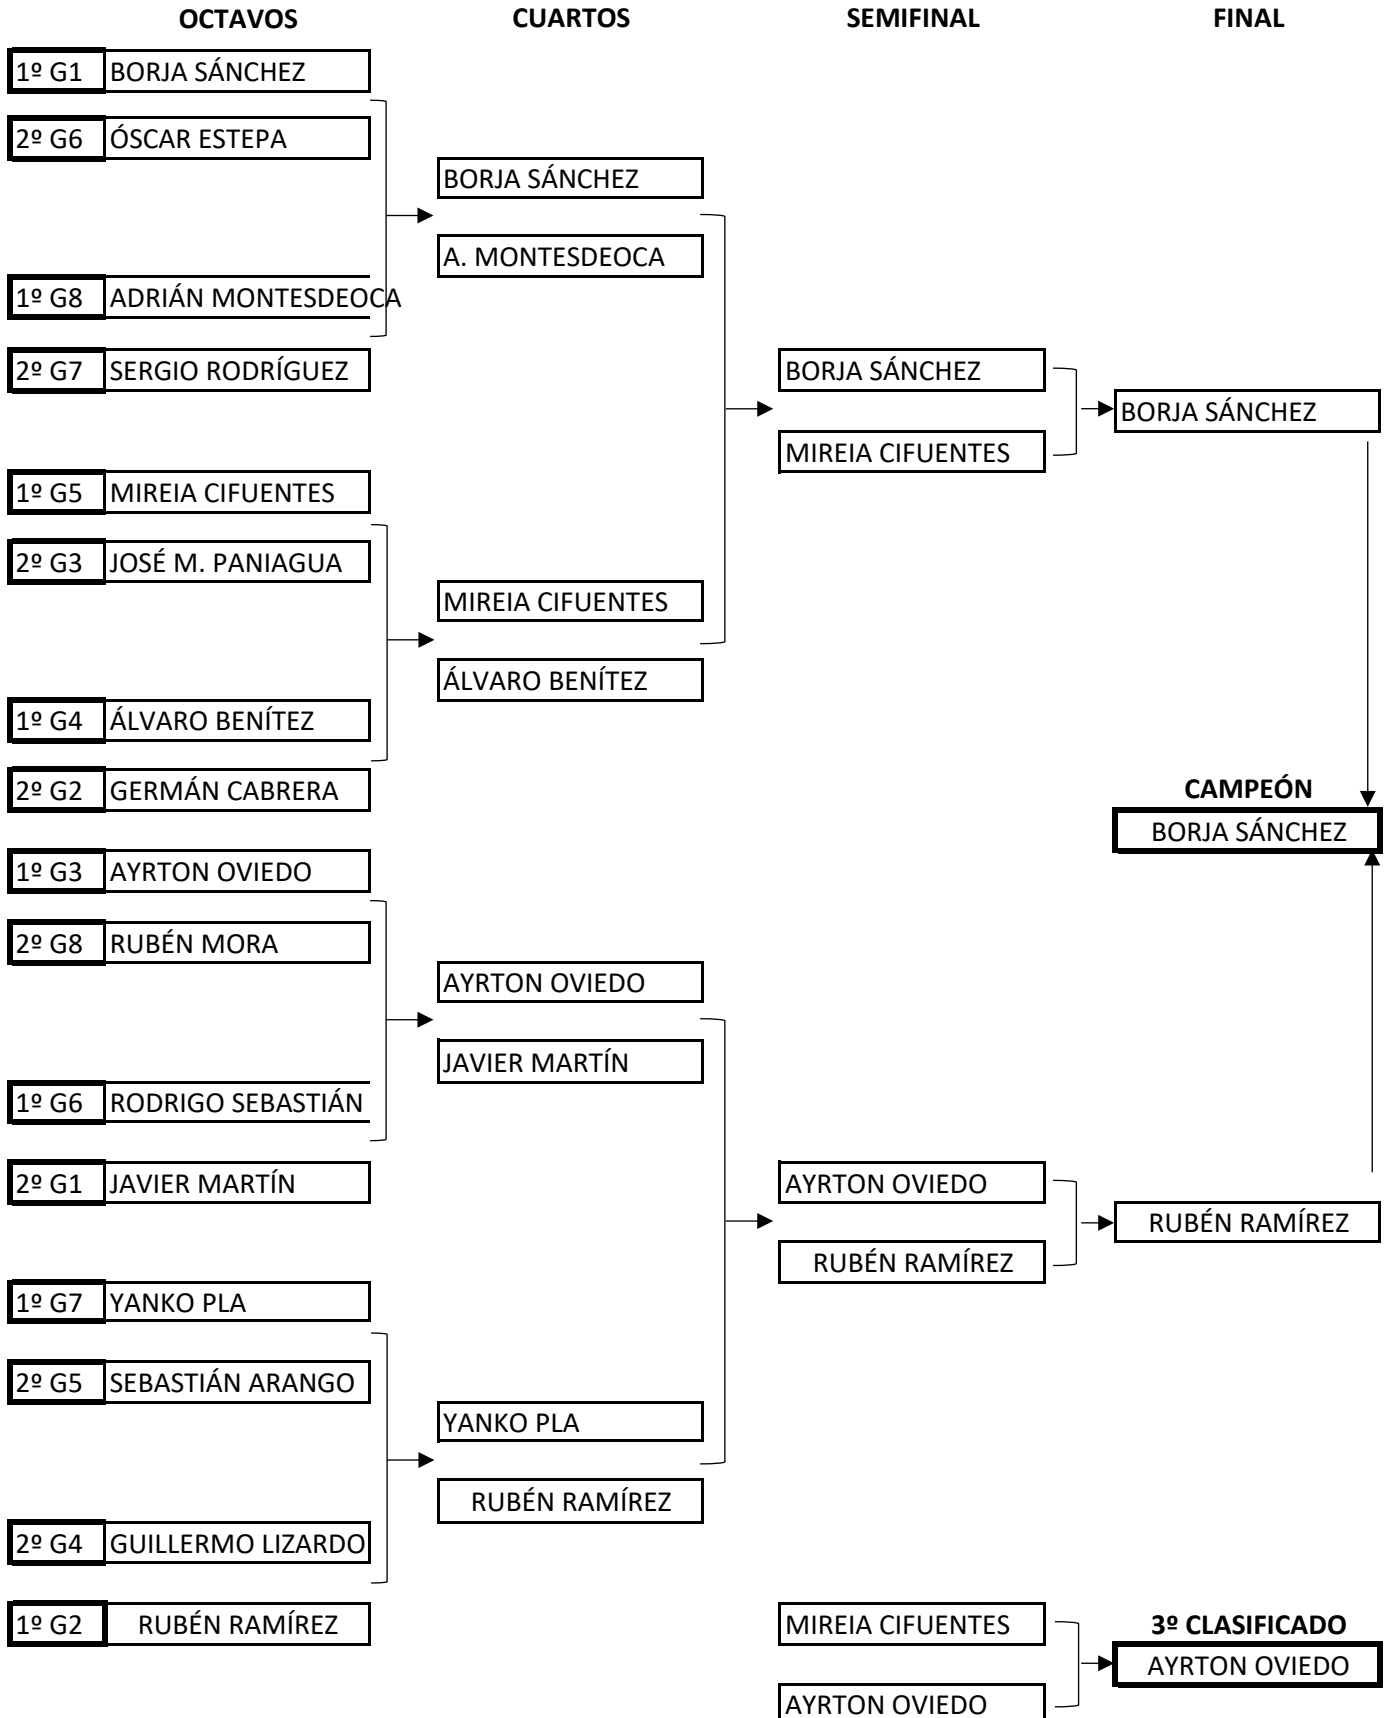 OCTAVOS CUARTOS SEMIFINAL FINAL
1º G1 BORJA SÁNCHEZ
2º G6 ÓSCAR ESTEPA
BORJA SÁNCHEZ
A. MONTESDEOCA
1º G8 ADRIÁN MONTESDEOCA
2º G7 SERGIO RODRÍGUEZ BORJA SÁNCHEZ
BORJA SÁNCHEZ
MIREIA CIFUENTES
1º G5 MIREIA CIFUENTES
2º G3 JOSÉ M. PANIAGUA
MIREIA CIFUENTES
ÁLVARO BENÍTEZ
1º G4 ÁLVARO BENÍTEZ
2º G2 GERMÁN CABRERA CAMPEÓN
BORJA SÁNCHEZ
1º G3 AYRTON OVIEDO
2º G8 RUBÉN MORA
AYRTON OVIEDO
JAVIER MARTÍN
1º G6 RODRIGO SEBASTIÁN
2º G1 JAVIER MARTÍN AYRTON OVIEDO
RUBÉN RAMÍREZ
RUBÉN RAMÍREZ
1º G7 YANKO PLA
2º G5 SEBASTIÁN ARANGO
YANKO PLA
RUBÉN RAMÍREZ
2º G4 GUILLERMO LIZARDO
1º G2 RUBÉN RAMÍREZ MIREIA CIFUENTES 3º CLASIFICADO
AYRTON OVIEDO
AYRTON OVIEDO